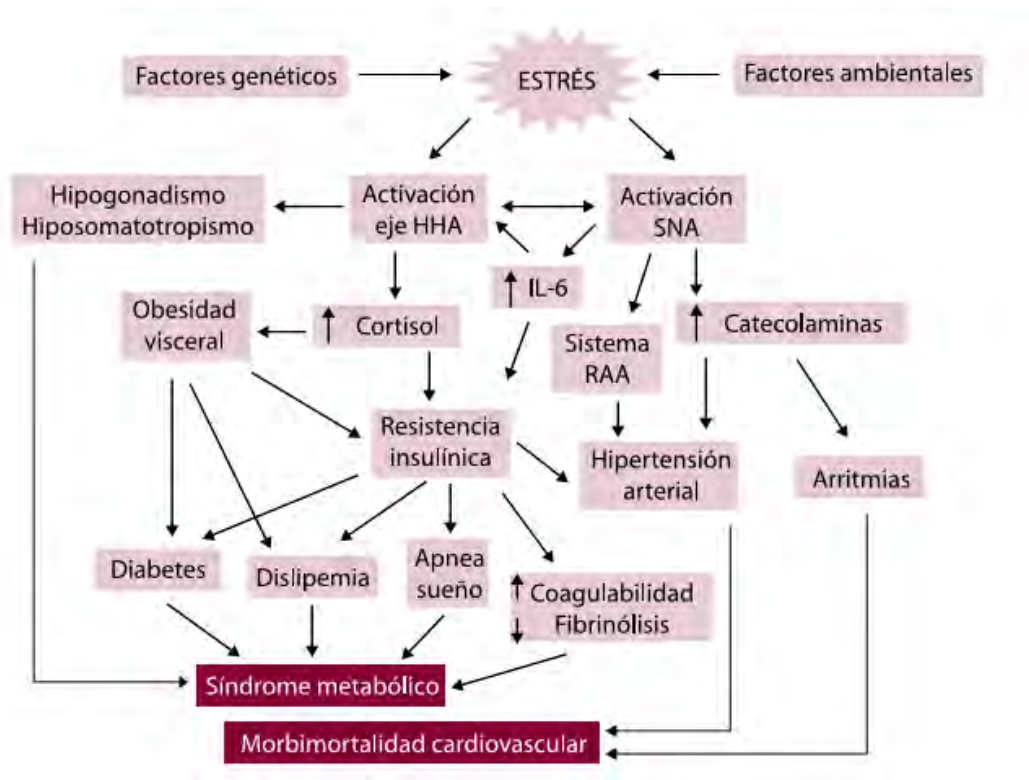 Factores genéticos
ESTRÉS
Factores ambientales
Hipogonadismo
Hiposomatotropismo
Activación
eje HHA
Activación
SNA
↑ IL-6
Obesidad
visceral
↑ Cortisol
Sistema
RAA
↑ Catecolaminas
Resistencia
insulínica
Hipertensión
arterial
Arritmias
Diabetes
Dislipemia
Apnea
sueño
↑ Coagulabilidad
↓ Fibrinólisis
Síndrome metabólico
Morbimortalidad cardiovascular